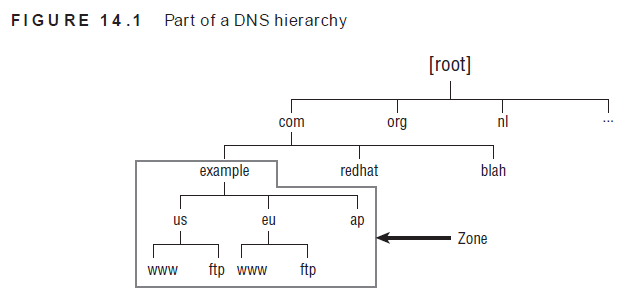 FIGURE 14.1 Part of a DNS hierarchy
[root]
com org nl ...
example redhat blah
us eu ap
Zone
www ftp www ftp